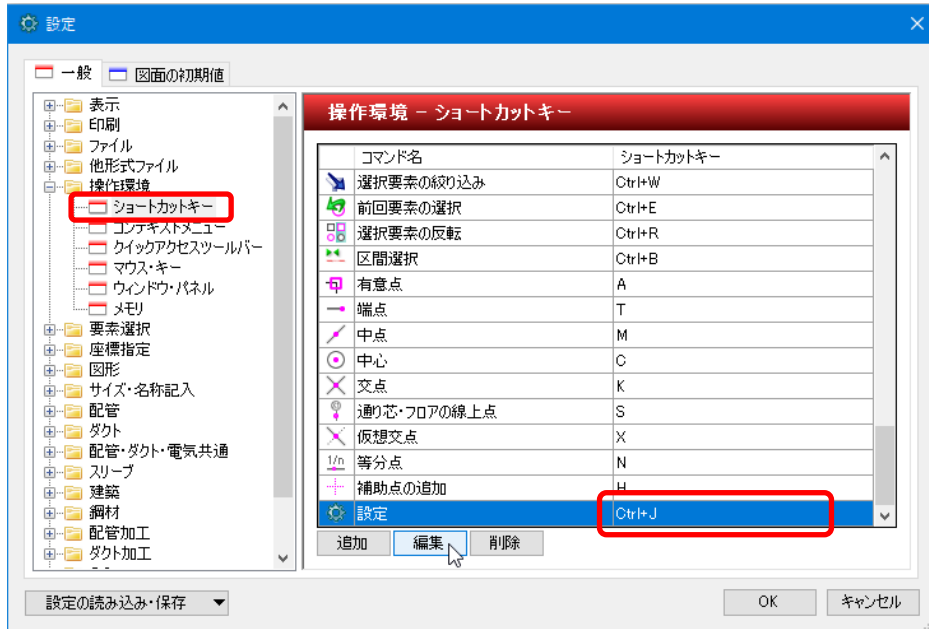 設定
一般
図面の初期値
表示
印刷
ファイル
他形式ファイル
操作環境
ショートカットキー
コンテキストメニュー
クイックアクセスツールバー
マウス・キー
ウィンドウ・パネル
メモリ
要素選択
座標指定
図形
サイズ・名称記入
配管
ダクト
配管・ダクト・電気共通
スリーブ
建築
鋼材
配管加工
ダクト加工
操作環境 - ショートカットキー
コマンド名 ショートカットキー
選択要素の絞り込み Ctrl+W
前回要素の選択 Ctrl+E
選択要素の反転 Ctrl+R
区間選択 Ctrl+B
有意点 A
端点 T
中点 M
中心 C
交点 K
通り芯・フロアの線上点 S
仮想交点 X
1/n 等分点 N
補助点の追加 H
設定 Ctrl+J
追加 編集 削除
設定の読み込み・保存
OK キャンセル